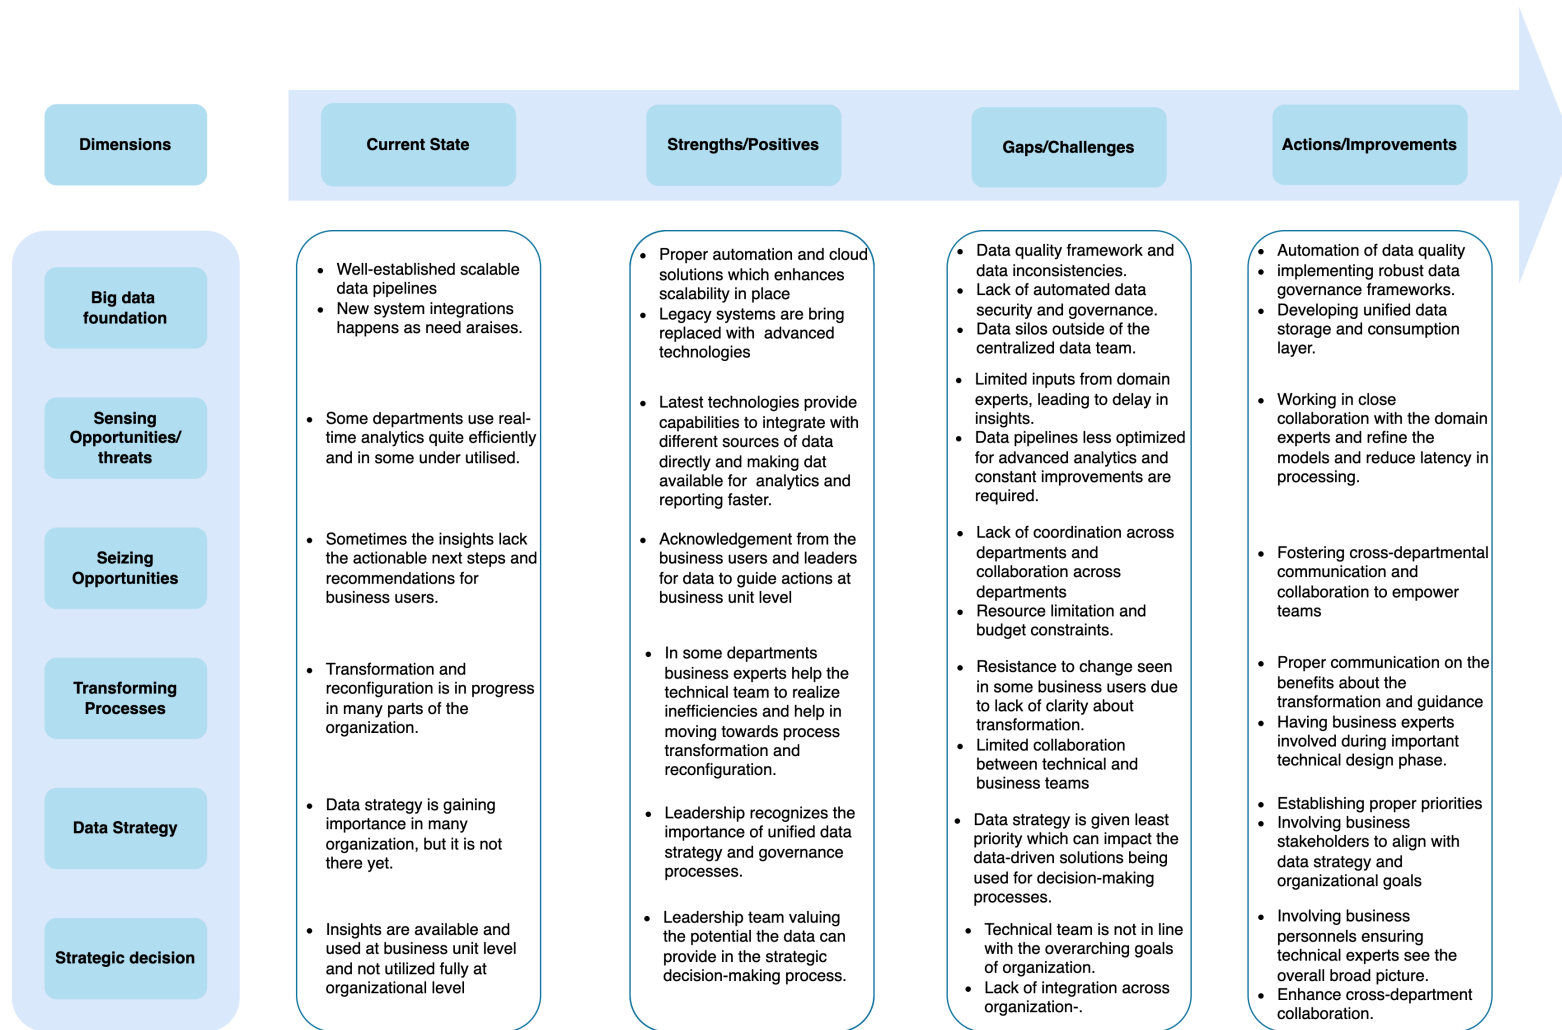 Dimensions
Current State
Strengths/Positives
Gaps/Challenges
Actions/Improvements
Big data
foundation
• Well-established scalable
data pipelines
• New system integrations
happens as need araises.
• Proper automation and cloud
solutions which enhances
scalability in place
• Legacy systems are bring
replaced with advanced
technologies
• Data quality framework and
data inconsistencies.
• Lack of automated data
security and governance.
• Data silos outside of the
centralized data team.
• Automation of data quality
• implementing robust data
governance frameworks.
• Developing unified data
storage and consumption
layer.
Sensing
Opportunities/
threats
• Some departments use real-
time analytics quite efficiently
and in some under utilised.
• Latest technologies provide
capabilities to integrate with
different sources of data
directly and making dat
available for analytics and
reporting faster.
• Limited inputs from domain
experts, leading to delay in
insights.
• Data pipelines less optimized
for advanced analytics and
constant improvements are
required.
• Working in close
collaboration with the domain
experts and refine the
models and reduce latency in
processing.
Seizing
Opportunities
• Sometimes the insights lack
the actionable next steps and
recommendations for
business users.
• Acknowledgement from the
business users and leaders
for data to guide actions at
business unit level
• Lack of coordination across
departments and
collaboration across
departments
• Resource limitation and
budget constraints.
• Fostering cross-departmental
communication and
collaboration to empower
teams
Transforming
Processes
• Transformation and
reconfiguration is in progress
in many parts of the
organization.
• In some departments
business experts help the
technical team to realize
inefficiencies and help in
moving towards process
transformation and
reconfiguration.
• Resistance to change seen
in some business users due
to lack of clarity about
transformation.
• Limited collaboration
between technical and
business teams
• Proper communication on the
benefits about the
transformation and guidance
• Having business experts
involved during important
technical design phase.
Data Strategy
• Data strategy is gaining
importance in many
organization, but it is not
there yet.
• Leadership recognizes the
importance of unified data
strategy and governance
processes.
• Data strategy is given least
priority which can impact the
data-driven solutions being
used for decision-making
processes.
• Establishing proper priorities
• Involving business
stakeholders to align with
data strategy and
organizational goals
Strategic decision
• Insights are available and
used at business unit level
and not utilized fully at
organizational level
• Leadership team valuing
the potential the data can
provide in the strategic
decision-making process.
• Technical team is not in line
with the overarching goals
of organization.
• Lack of integration across
organization-.
• Involving business
personnels ensuring
technical experts see the
overall broad picture.
• Enhance cross-department
collaboration.